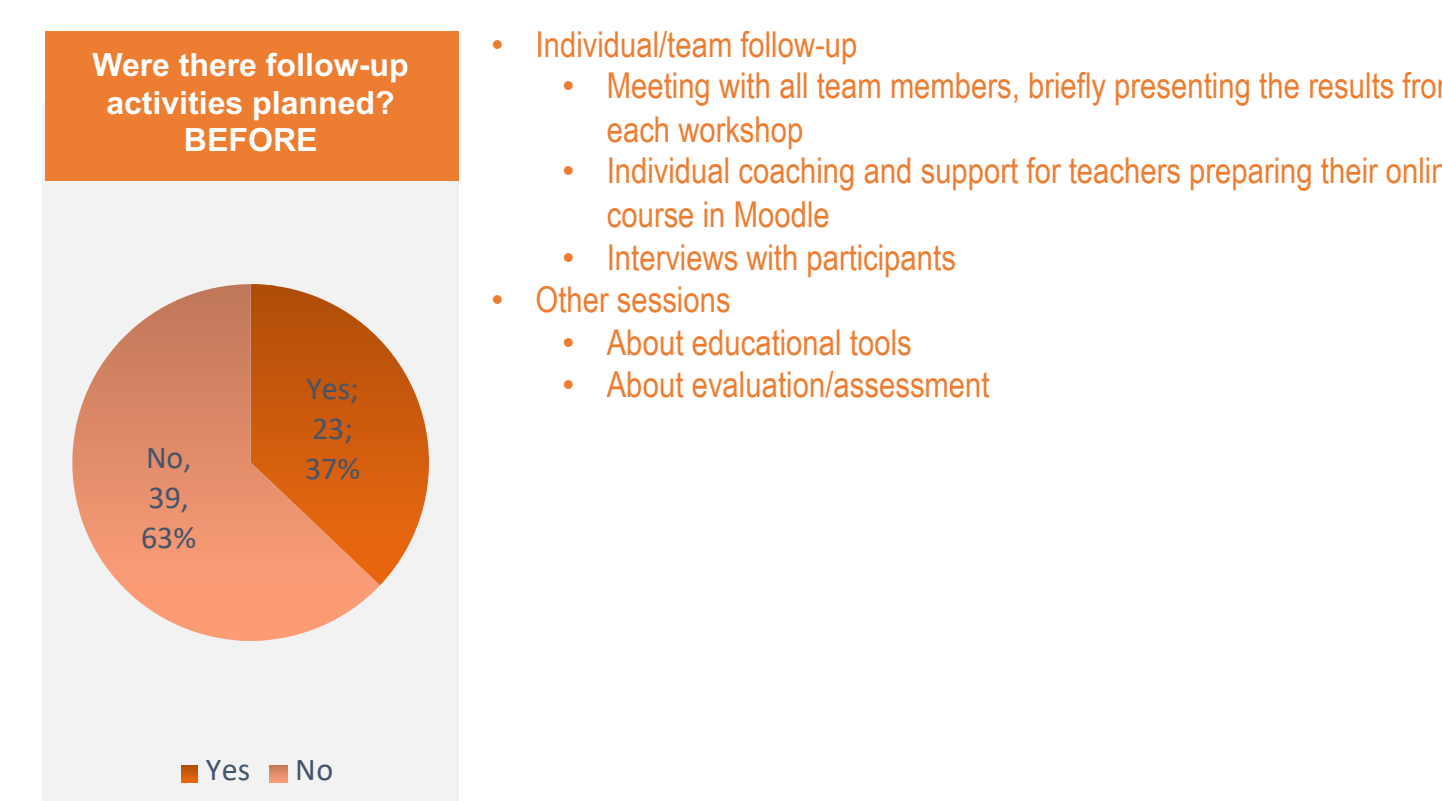 Were there follow-up
activities planned?
BEFORE
Yes;
23;
37%
No,
39,
63%
Yes No
• Individual/team follow-up
• Meeting with all team members, briefly presenting the results
each workshop
• Individual coaching and support for teachers preparing their
course in Moodle
• Interviews with participants
• Other sessions
• About educational tools
• About evaluation/assessment